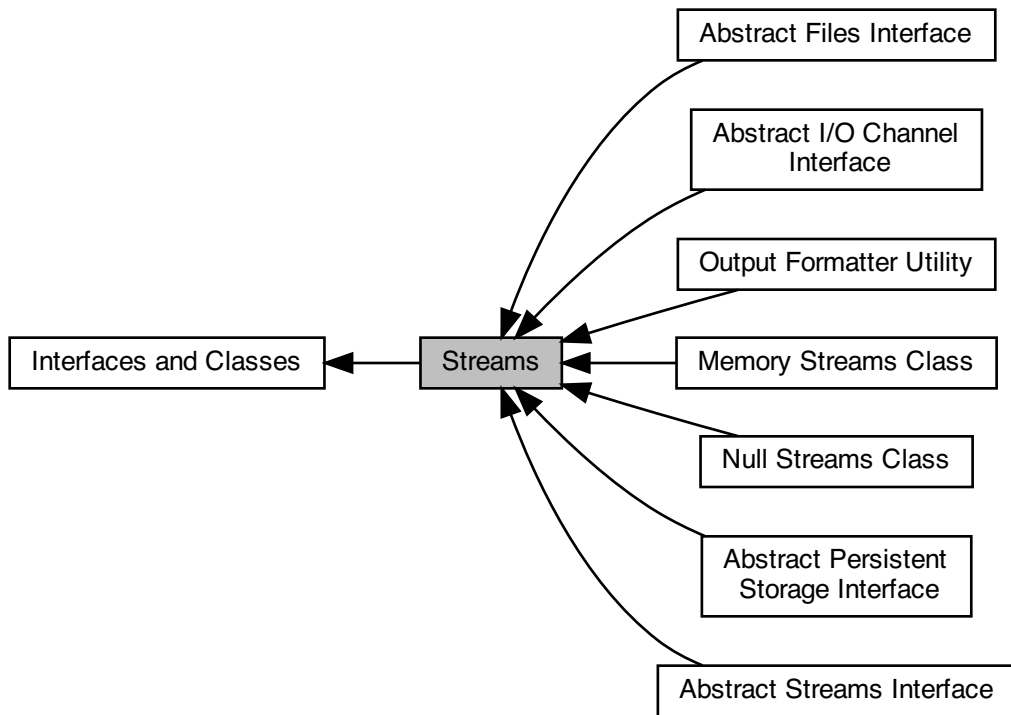 Abstract Files Interface
Abstract I/O Channel
Interface
Output Formatter Utility
Interfaces and Classes
Streams
Memory Streams Class
Null Streams Class
Abstract Persistent
Storage Interface
Abstract Streams Interface